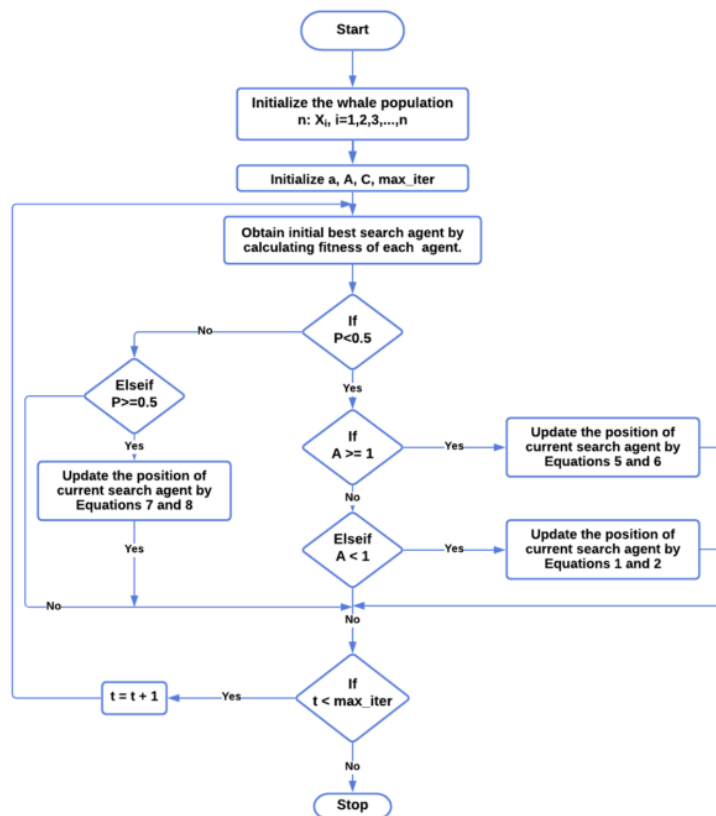 Start
Initialize the whale population
n: Xi, i=1,2,3,...,n
Initialize a, A, C, max_iter
Obtain initial best search agent by
calculating fitness of each agent.
If
P<0.5
No
Yes
Elseif
P>=0.5
Yes
Update the position of
current search agent by
Equations 7 and 8
Yes
No
If
A >= 1
Yes
Update the position of
current search agent by
Equations 5 and 6
No
Elseif
A < 1
Yes
Update the position of
current search agent by
Equations 1 and 2
No
If
t < max_iter
Yes
t = t + 1
No
Stop